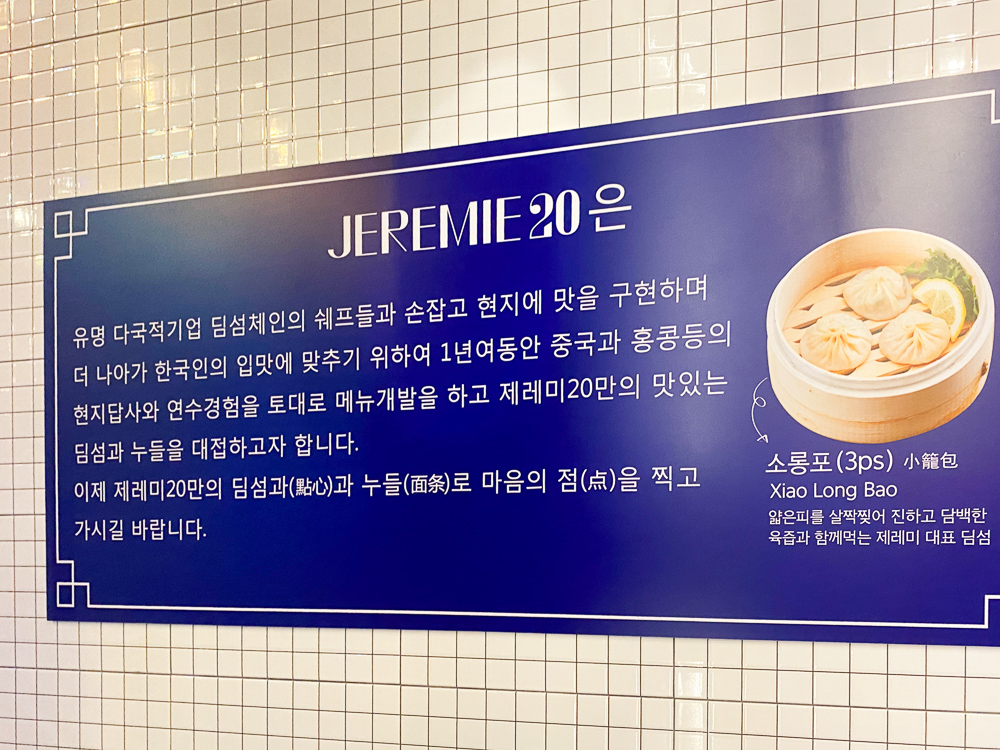 JEREMIE 20 은
유명 다국적기업 딤섬체인의 쉐프들과 손잡고 현지에 맛을 구현하며
더 나아가 한국인의 입맛에 맞추기 위하여 1년여동안 중국과 홍콩등의
현지답사와 연수경험을 토대로 메뉴개발을 하고 제레미20만의 맛있는
딤섬과 누들을 대접하고자 합니다.
이제 제레미20만의 딤섬과(點心)과 누들(面条)로 마음의 점(点)을 찍고
가시길 바랍니다.
소롱포 (3ps) 小籠包
Xiao Long Bao
얇은피를 살짝찢어 진하고 담백한
육즙과 함께먹는 제레미 대표 딤섬